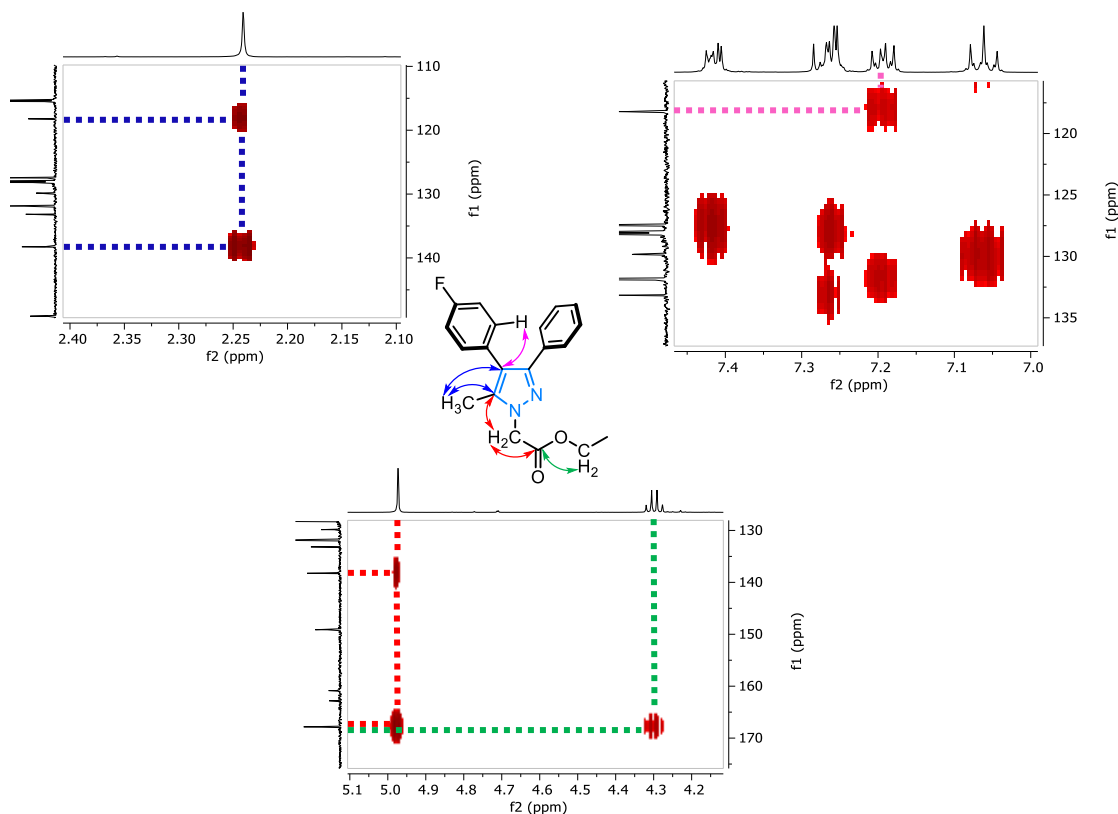 110
120
130
140
f1 (ppm)
2.40 2.35 2.30 2.25 2.20 2.15 2.10
f2 (ppm)
120
125
130
135
f1 (ppm)
7.4 7.3 7.2 7.1 7.0
f2 (ppm)
F
H
H3C
N
N
H2C
O
O
C
H2
130
140
150
160
170
f1 (ppm)
5.1 5.0 4.9 4.8 4.7 4.6 4.5 4.4 4.3 4.2
f2 (ppm)